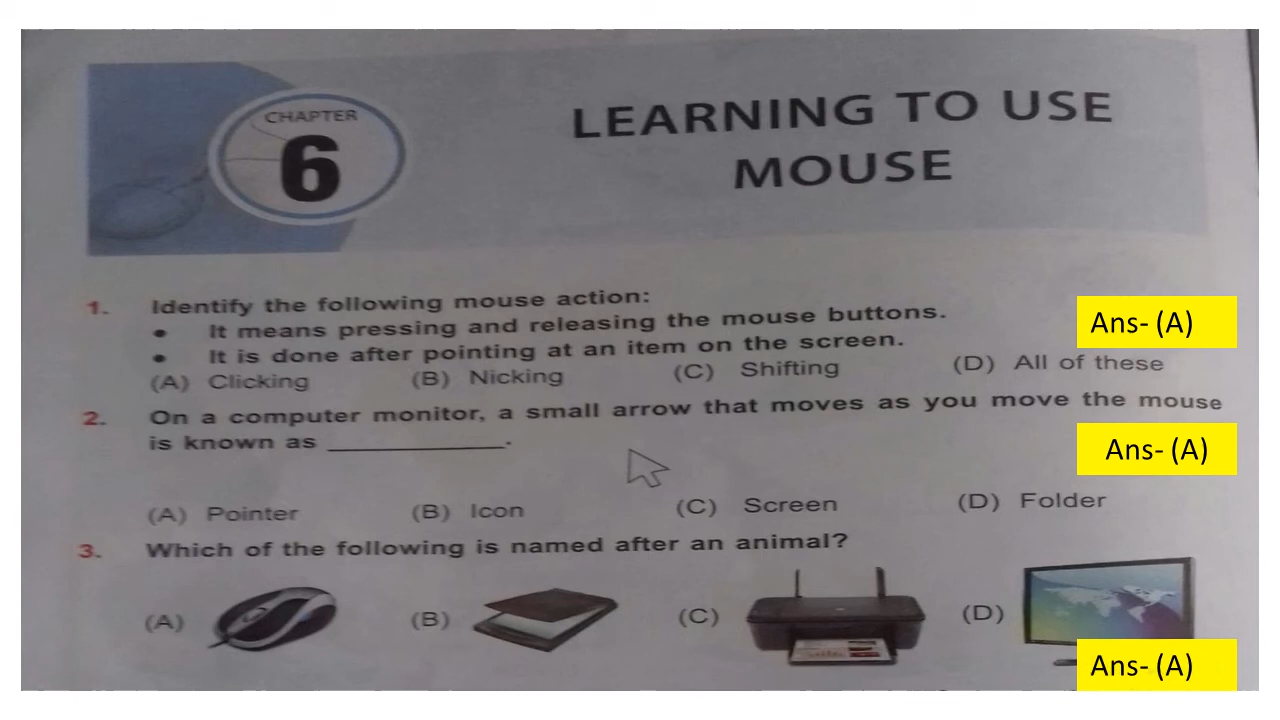 CHAPTER
6
LEARNING TO USE
MOUSE
1. Identify the following mouse action:
• It means pressing and releasing the mouse buttons.
• It is done after pointing at an item on the screen.
Ans- (A)
(A) Clicking (B) Nicking (C) Shifting (D) All of these
2. On a computer monitor, a small arrow that moves as you move the mouse
is known as ____________.
Ans- (A)
(A) Pointer (B) Icon (C) Screen (D) Folder
3. Which of the following is named after an animal?
(A) (B) (C) (D)
Ans- (A)